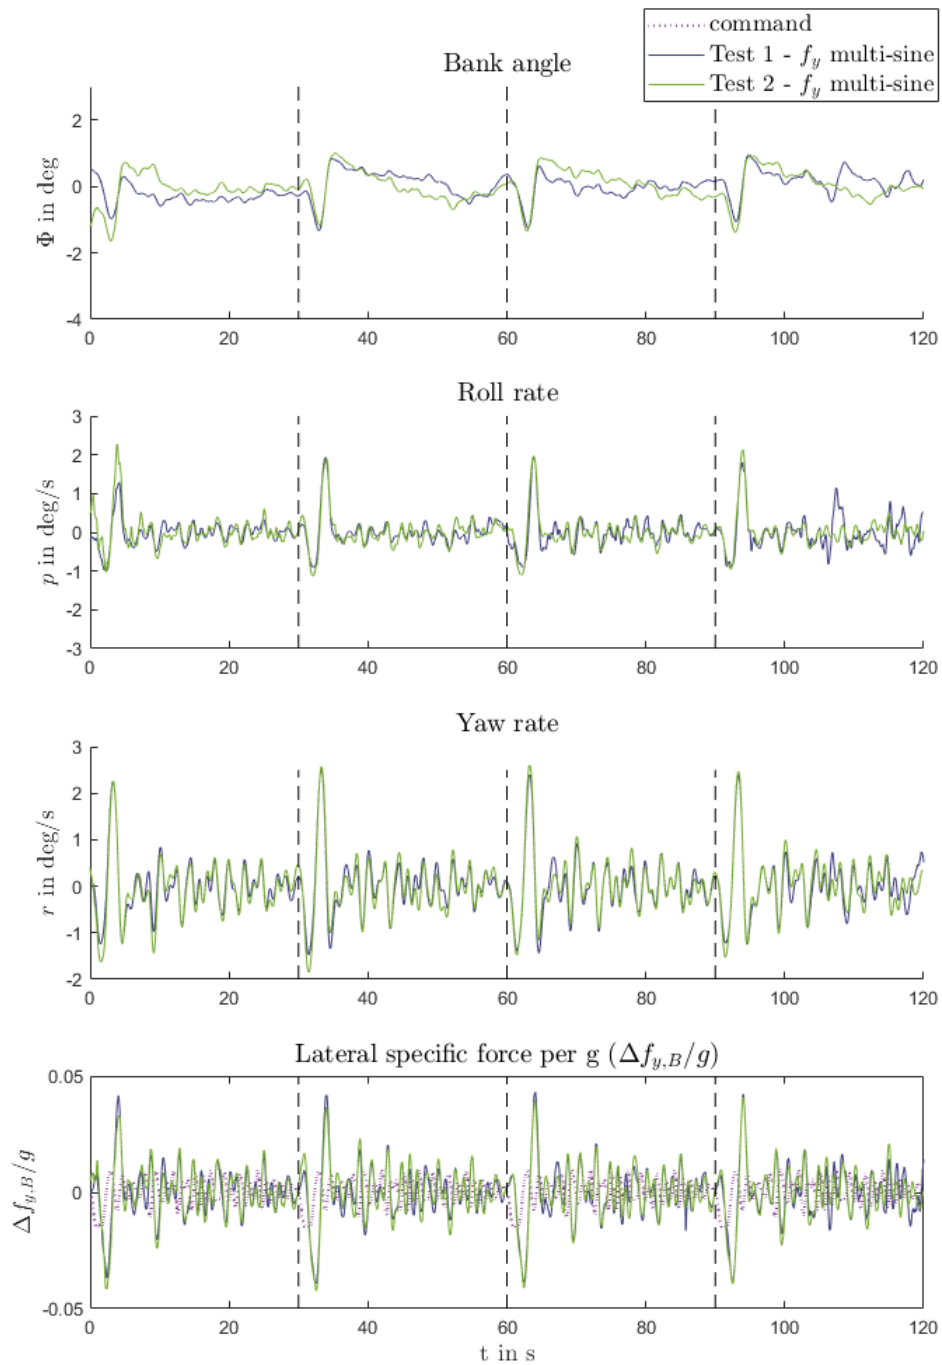 command
Test 1 - f_y multi-sine
Test 2 - f_y multi-sine
Bank angle
Φ in deg
2
0
-2
-4
0 20 40 60 80 100 120
Roll rate
p in deg/s
3
2
1
0
-1
-2
-3
0 20 40 60 80 100 120
Yaw rate
r in deg/s
3
2
1
0
-1
-2
0 20 40 60 80 100 120
Lateral specific force per g (Δf_{y,B}/g)
Δf_{y,B}/g
0.05
0
-0.05
0 20 40 60 80 100 120
t in s